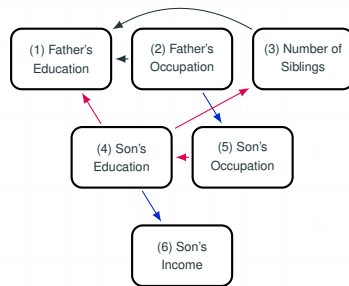 (1) Father's
Education
(2) Father's
Occupation
(3) Number of
Siblings
(4) Son's
Education
(5) Son's
Occupation
(6) Son's
Income